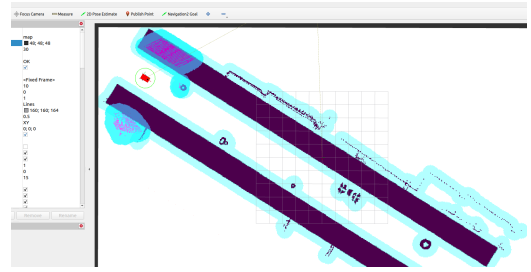 Focus Camera Measure 2D Pose Estimate Publish Point Navigation2 Goal
map
48; 48; 48
30
OK
<Fixed Frame>
10
0
1
Lines
160; 160; 164
0.5
XY
0; 0; 0
1
0
15